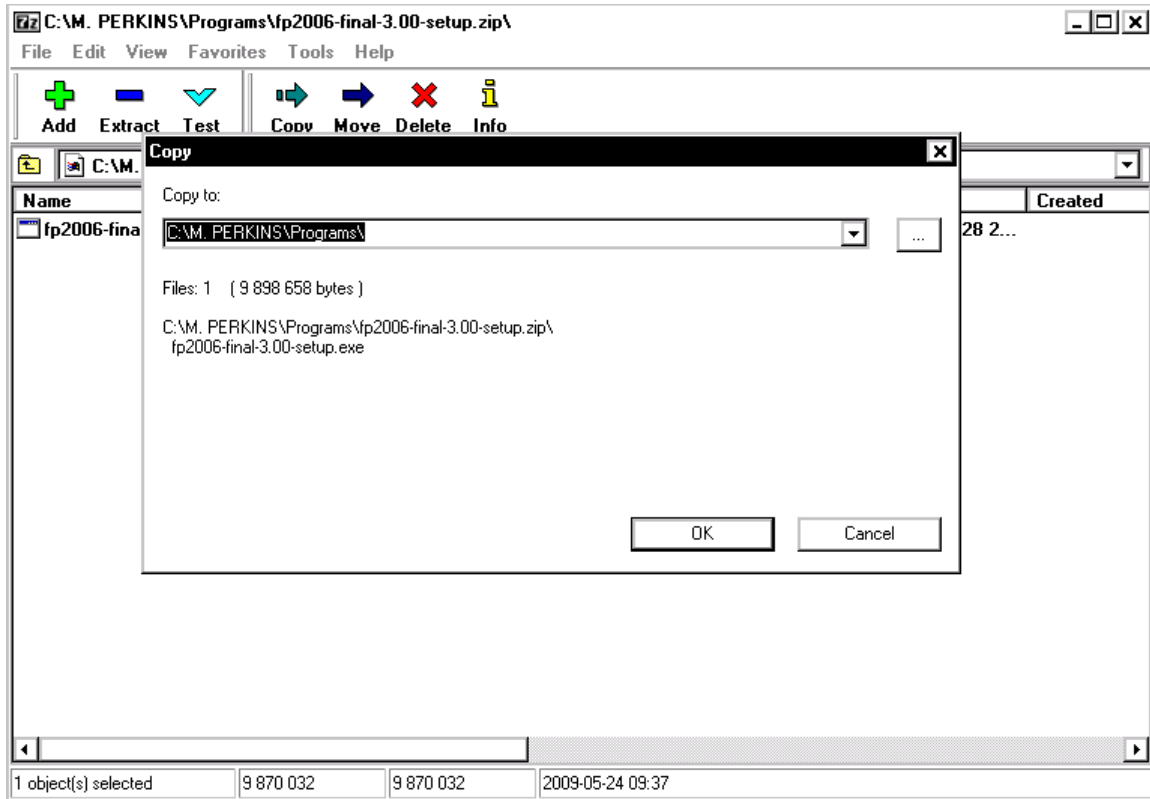 7z C:\M. PERKINS\Programs\fp2006-final-3.00-setup.zip\
File Edit View Favorites Tools Help
Add Extract Test Copy Move Delete Info
C:\M.
Copy
Name Created
fp2006-fina 28 2...
Copy to:
C:\M. PERKINS\Programs\
...
Files: 1 ( 9 898 658 bytes )
C:\M. PERKINS\Programs\fp2006-final-3.00-setup.zip\
fp2006-final-3.00-setup.exe
OK Cancel
1 object(s) selected 9 870 032 9 870 032 2009-05-24 09:37